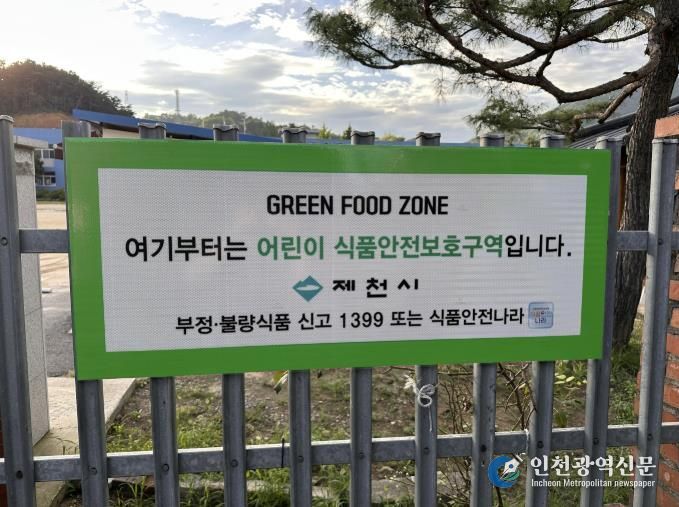 GREEN FOOD ZONE
여기부터는 어린이 식품안전보호구역입니다.
제천시
부정·불량식품 신고 1399 또는 식품안전나라
인천광역신문
Incheon Metropolitan newspaper